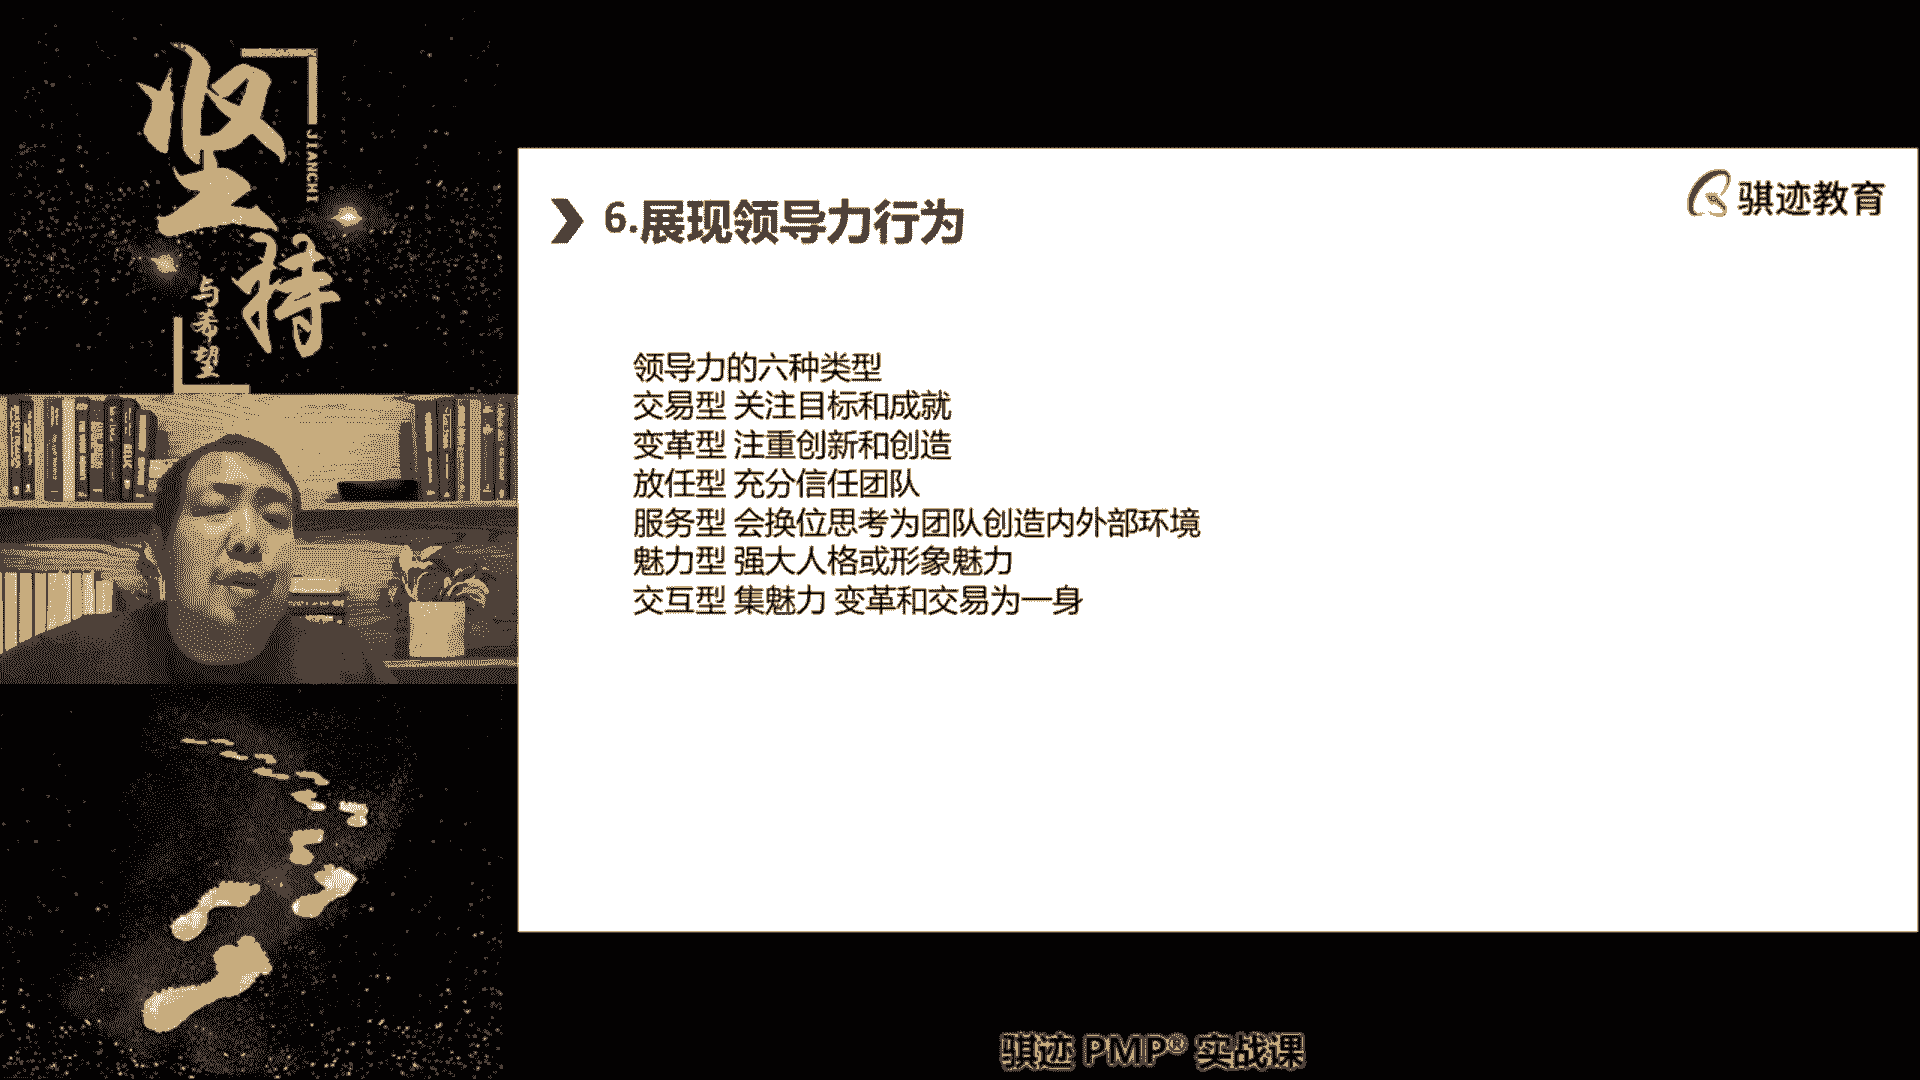 坚持
JIANCHI
与希望
骐迹教育
6.展现领导力行为
领导力的六种类型
交易型 关注目标和成就
变革型 注重创新和创造
放任型 充分信任团队
服务型 会换位思考为团队创造内外部环境
魅力型 强大人格或形象魅力
交互型 集魅力 变革和交易为一身
骐迹 PMP® 实战课